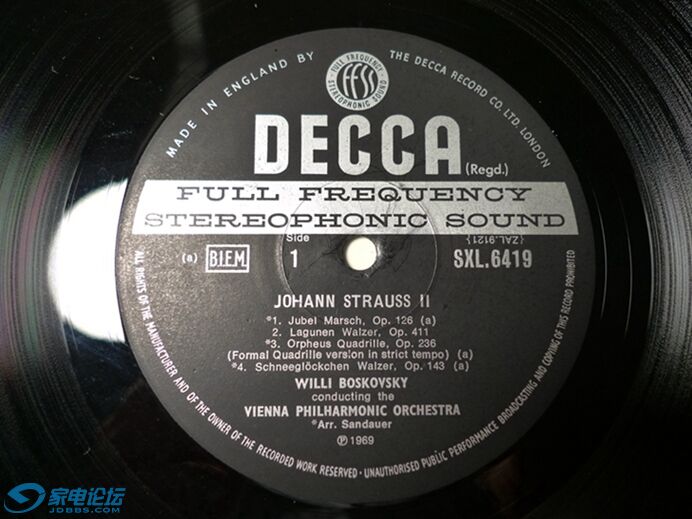 MADE IN ENGLAND BY
THE DECCA RECORD CO. LTD. LONDON
FULL FREQUENCY
FFSS
STEREOPHONIC SOUND
DECCA (Regd.)
FULL FREQUENCY
STEREOPHONIC SOUND
Side {ZAL.9121}
(a) B.I.E.M. 1 SXL.6419
JOHANN STRAUSS II
*1. Jubel Marsch, Op. 126 (a)
2. Lagunen Walzer, Op. 411
*3. Orpheus Quadrille, Op. 236
(Formal Quadrille version in strict tempo) (a)
*4. Schneeglöckchen Walzer, Op. 143 (a)
WILLI BOSKOVSKY
conducting the
VIENNA PHILHARMONIC ORCHESTRA
*Arr. Sandauer
℗ 1969
ALL RIGHTS OF THE MANUFACTURER AND OF THE OWNER OF THE RECORDED WORK RESERVED · UNAUTHORISED PUBLIC PERFORMANCE BROADCASTING AND COPYING OF THIS RECORD PROHIBITED
家电论坛
JDBBS.COM